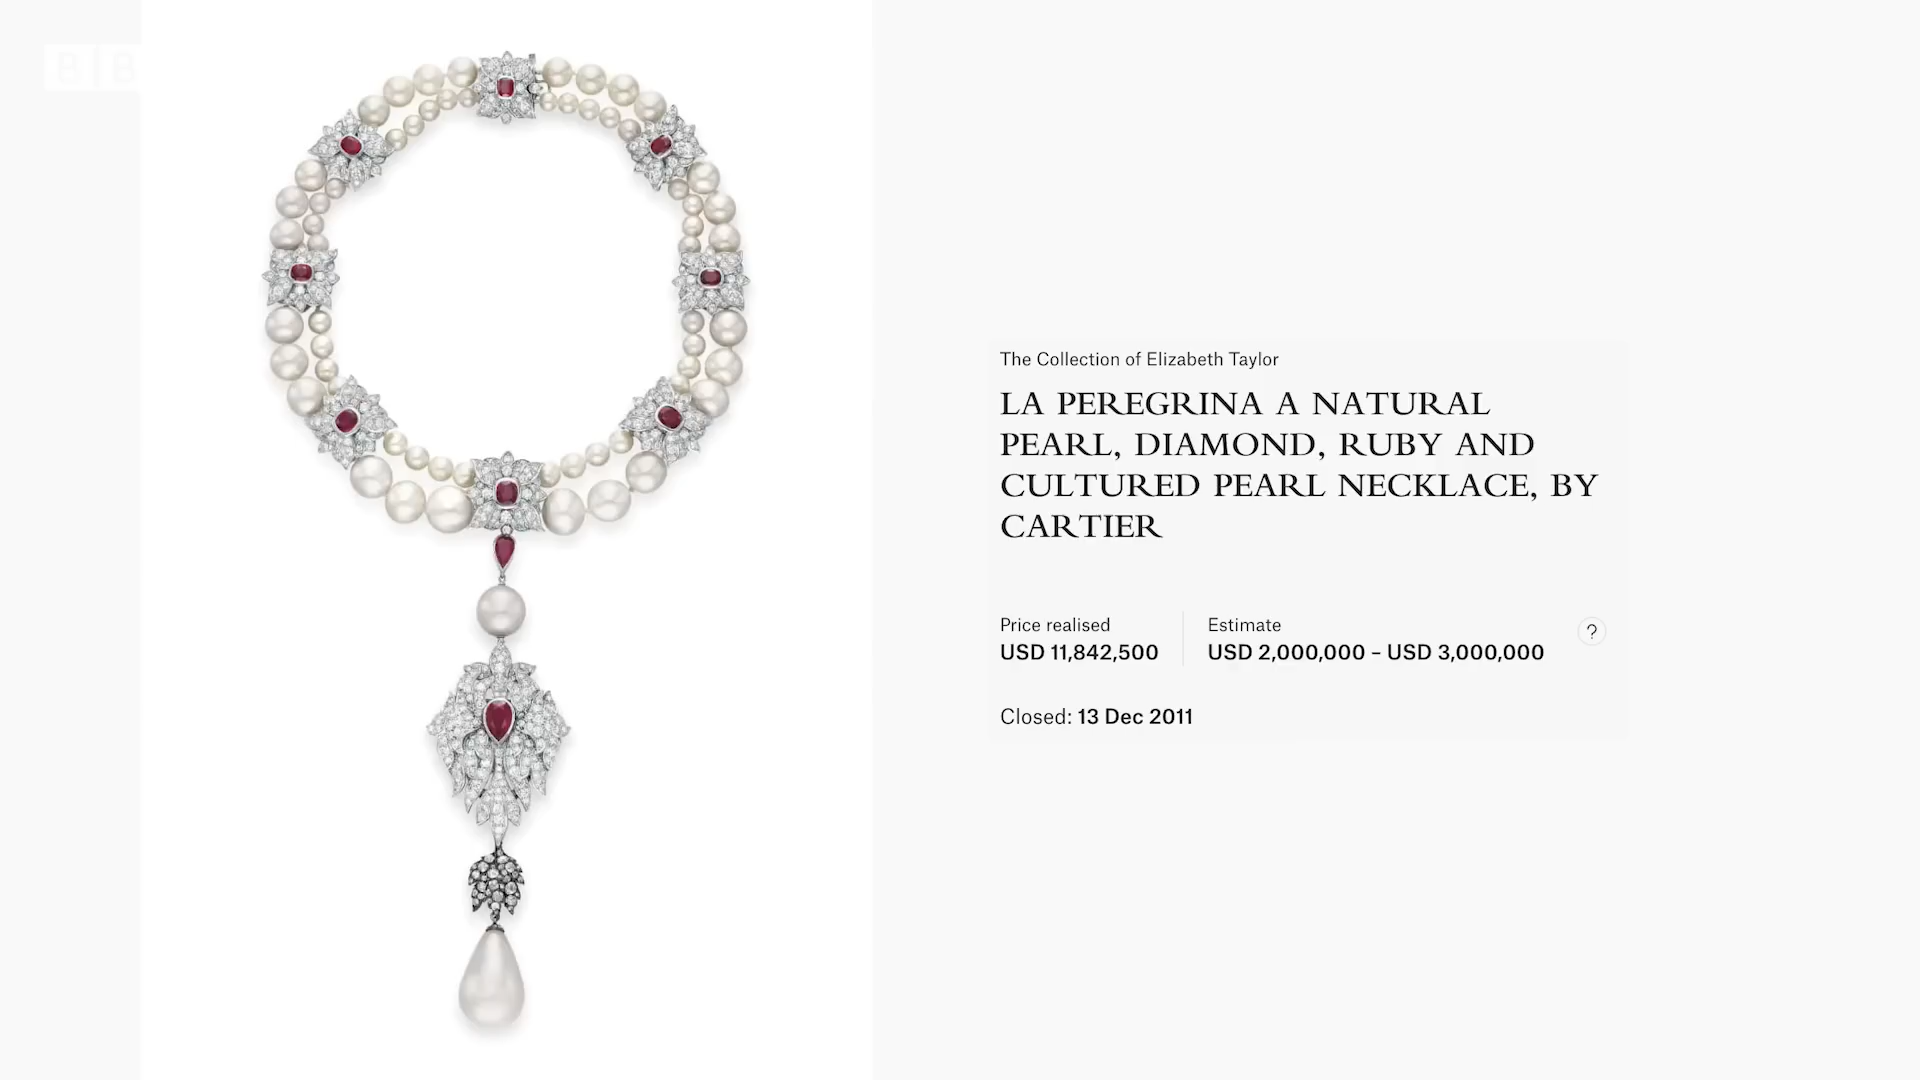 The Collection of Elizabeth Taylor
LA PEREGRINA A NATURAL
PEARL, DIAMOND, RUBY AND
CULTURED PEARL NECKLACE, BY
CARTIER
Price realised
USD 11,842,500
Estimate
USD 2,000,000 – USD 3,000,000
?
Closed: 13 Dec 2011